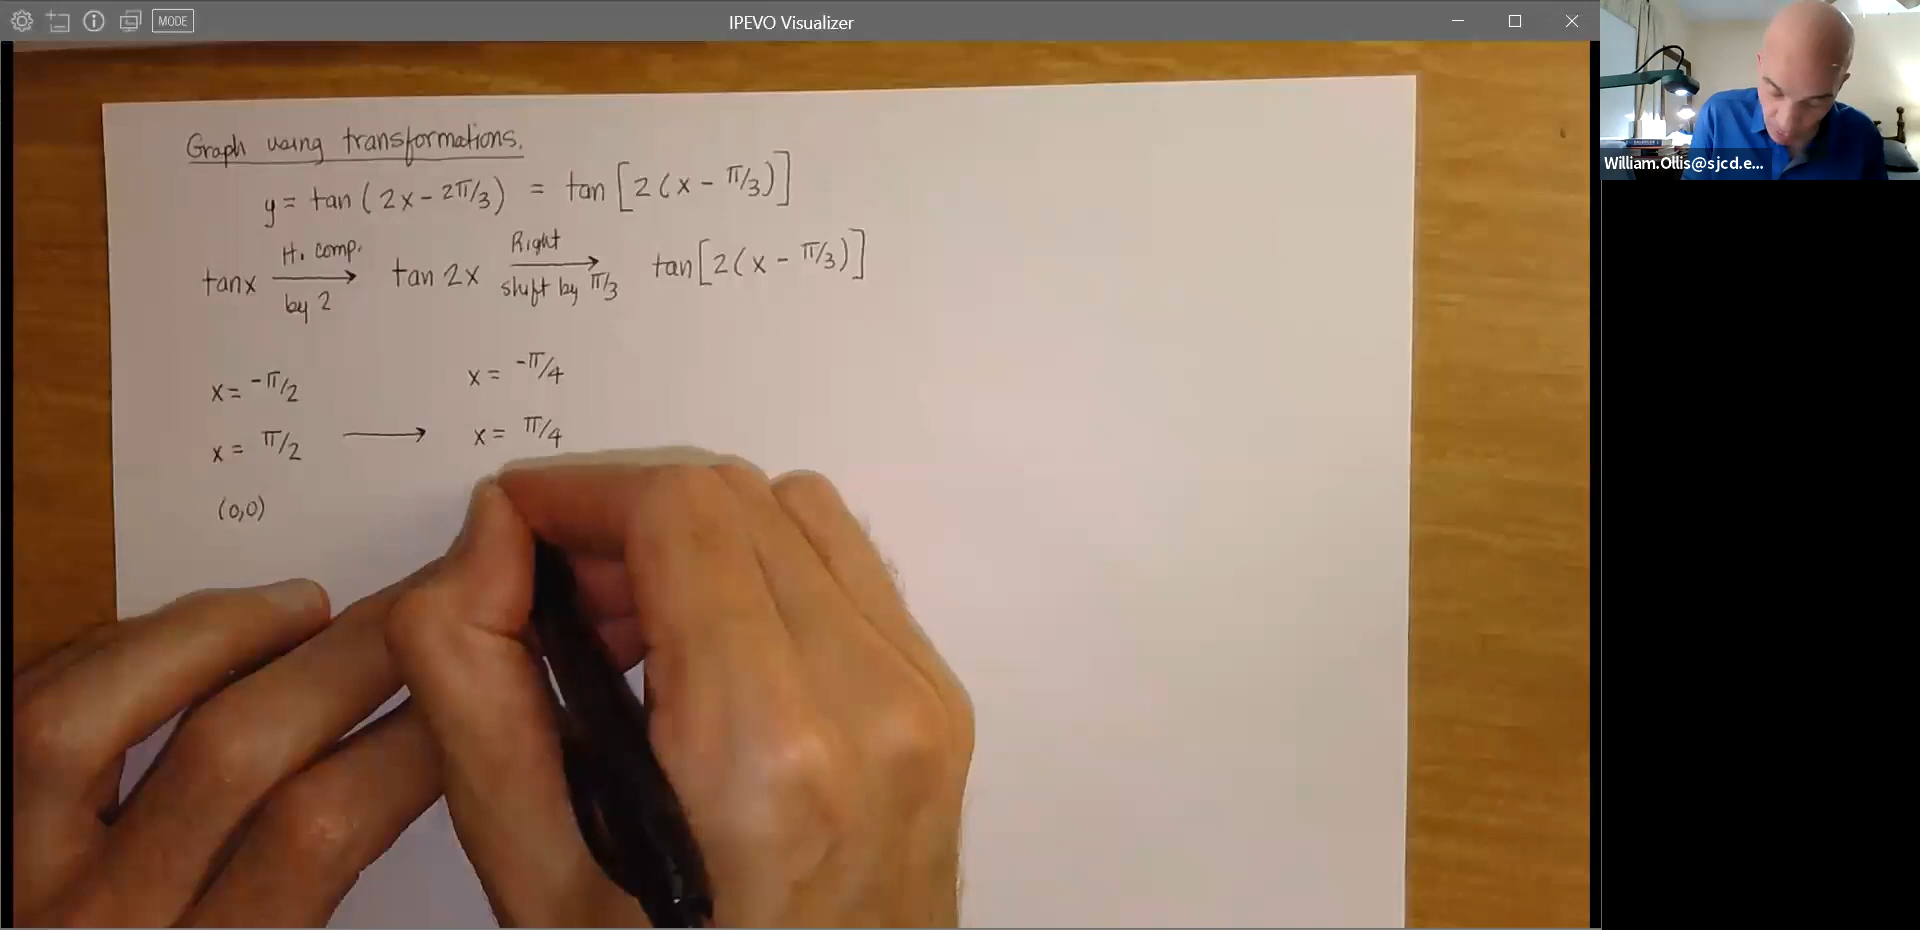 MODE
IPEVO Visualizer
Graph using transformations.
y = tan(2x - 2π/3) = tan[2(x - π/3)]
tanx H. comp. by 2 → tan 2x Right shift by π/3 → tan[2(x - π/3)]
x = -π/2 x = -π/4
x = π/2 → x = π/4
(0,0)
William.Ollis@sjcd.e...